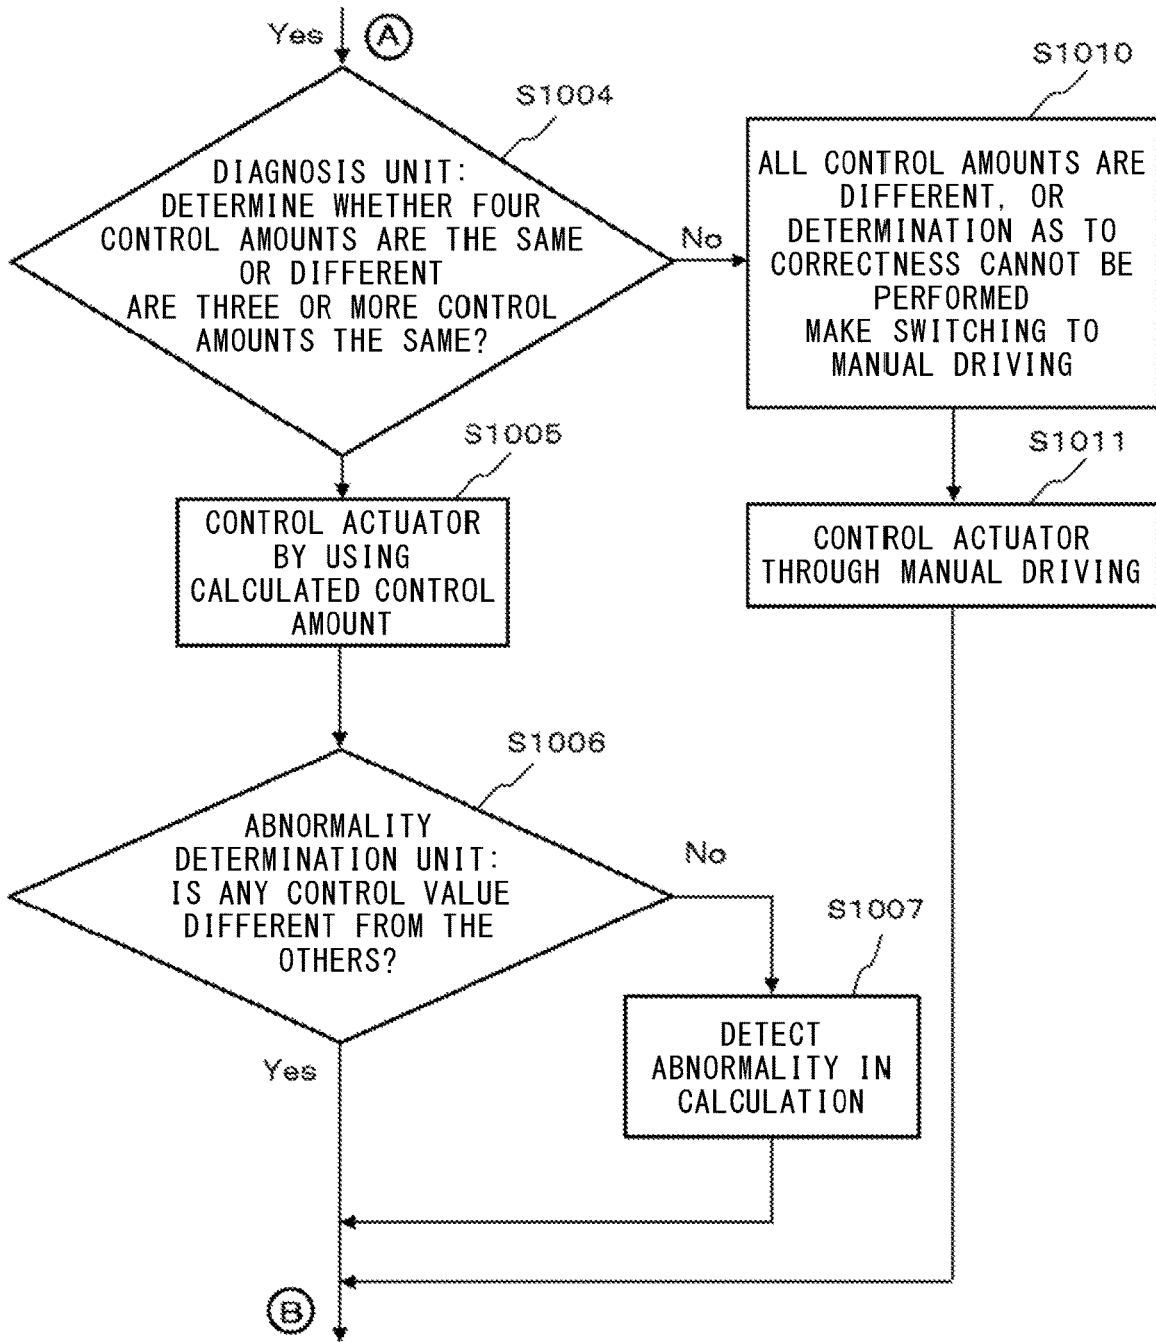 Yes
A
S1004
DIAGNOSIS UNIT:
DETERMINE WHETHER FOUR
CONTROL AMOUNTS ARE THE SAME
OR DIFFERENT
ARE THREE OR MORE CONTROL
AMOUNTS THE SAME?
No
S1010
ALL CONTROL AMOUNTS ARE
DIFFERENT, OR
DETERMINATION AS TO
CORRECTNESS CANNOT BE
PERFORMED
MAKE SWITCHING TO
MANUAL DRIVING
S1005
CONTROL ACTUATOR
BY USING
CALCULATED CONTROL
AMOUNT
S1011
CONTROL ACTUATOR
THROUGH MANUAL DRIVING
S1006
ABNORMALITY
DETERMINATION UNIT:
IS ANY CONTROL VALUE
DIFFERENT FROM THE
OTHERS?
No
S1007
DETECT
ABNORMALITY IN
CALCULATION
Yes
B